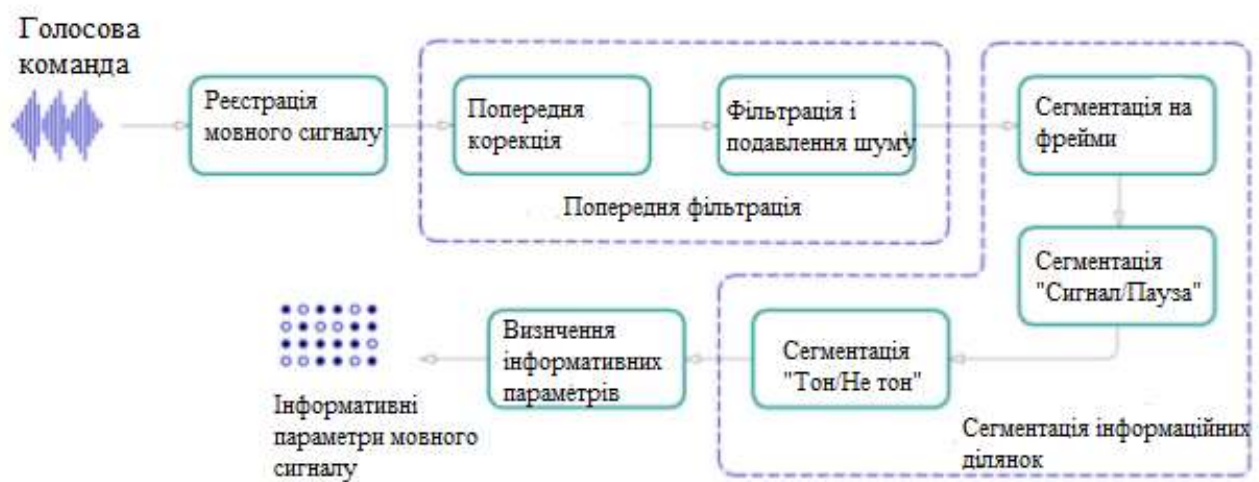 Голосова
команда
Реєстрація
мовного сигналу
Попередня
корекція
Фільтрація і
подавлення шуму
Попередня фільтрація
Сегментація на
фрейми
Сегментація
"Сигнал/Пауза"
Сегментація
"Тон/Не тон"
Сегментація інформаційних
ділянок
Визнчення
інформативних
параметрів
Інформативні
параметри мовного
сигналу